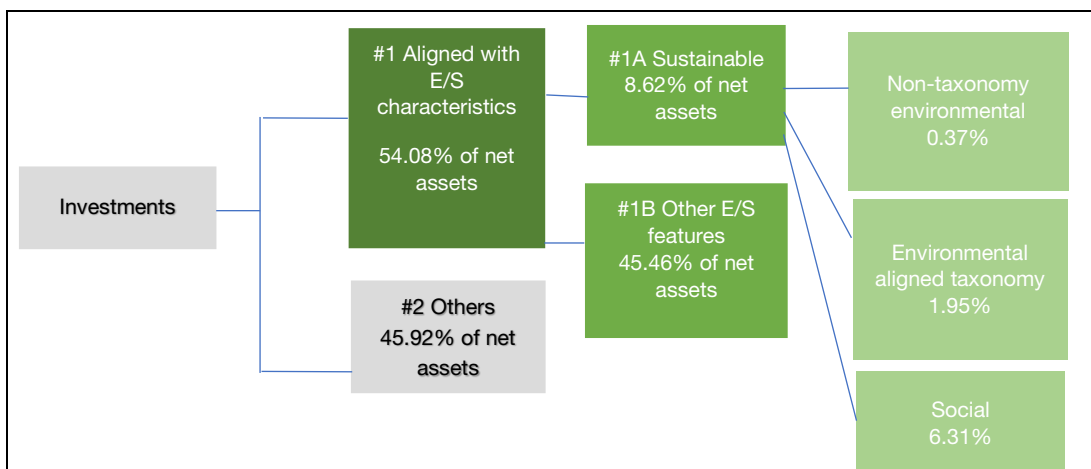 Investments
#1 Aligned with
E/S
characteristics
54.08% of net
assets
#2 Others
45.92% of net
assets
#1A Sustainable
8.62% of net
assets
#1B Other E/S
features
45.46% of net
assets
Non-taxonomy
environmental
0.37%
Environmental
aligned taxonomy
1.95%
Social
6.31%